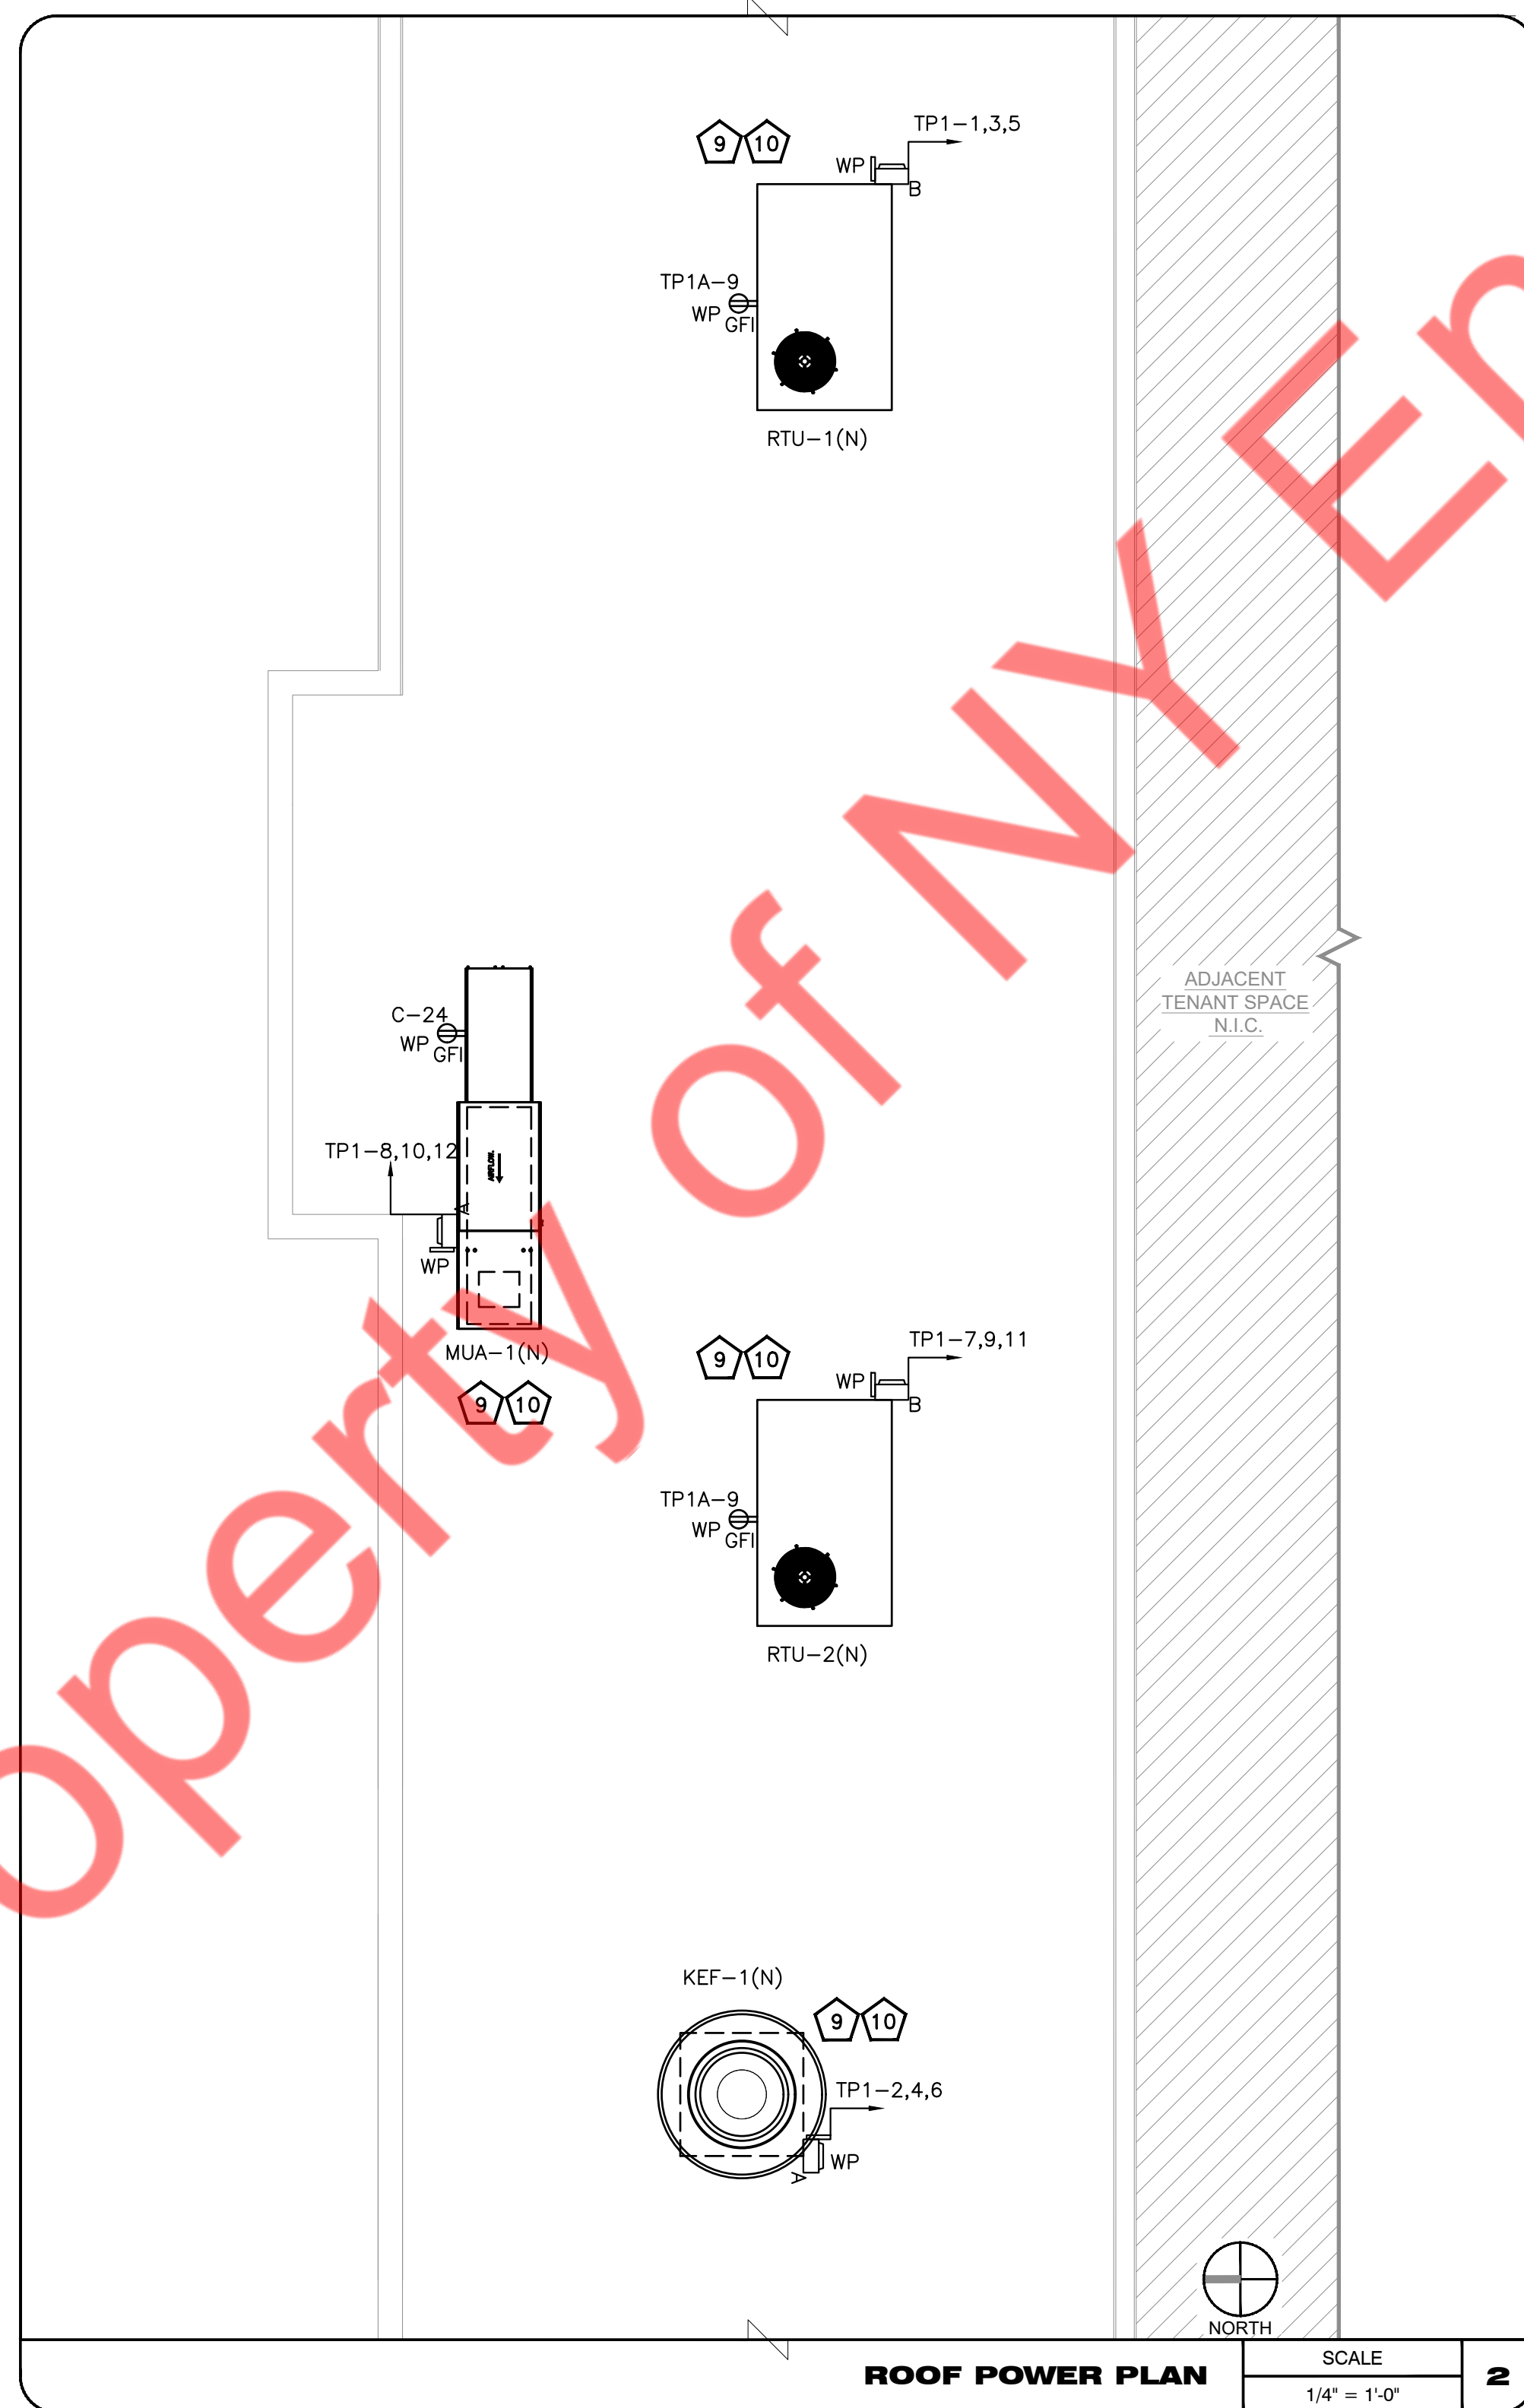 TP1-1,3,5
9 10
WP
B
TP1A-9
WP GFI
RTU-1(N)
ADJACENT
TENANT SPACE
N.I.C.
C-24
WP GFI
TP1-8,10,12
AIRFLOW
A
WP
MUA-1(N)
9 10
TP1-7,9,11
9 10
WP
B
TP1A-9
WP GFI
RTU-2(N)
KEF-1(N)
9 10
TP1-2,4,6
WP
A
NORTH
ROOF POWER PLAN
SCALE
1/4" = 1'-0"
2
operty of NY En